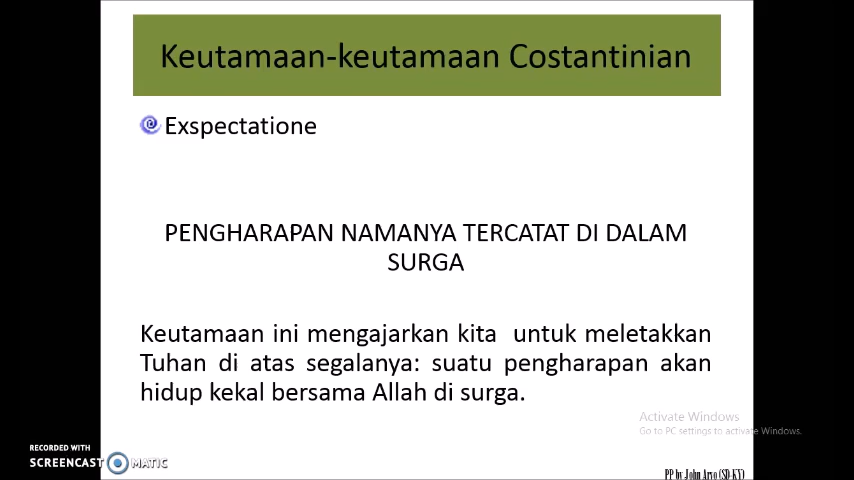 Keutamaan-keutamaan Costantinian
Exspectatione
PENGHARAPAN NAMANYA TERCATAT DI DALAM
SURGA
Keutamaan ini mengajarkan kita untuk meletakkan
Tuhan di atas segalanya: suatu pengharapan akan
hidup kekal bersama Allah di surga.
Activate Windows
Go to PC settings to activate Windows.
RECORDED WITH
SCREENCAST MATIC
PP by John Aryo (SD-KY)